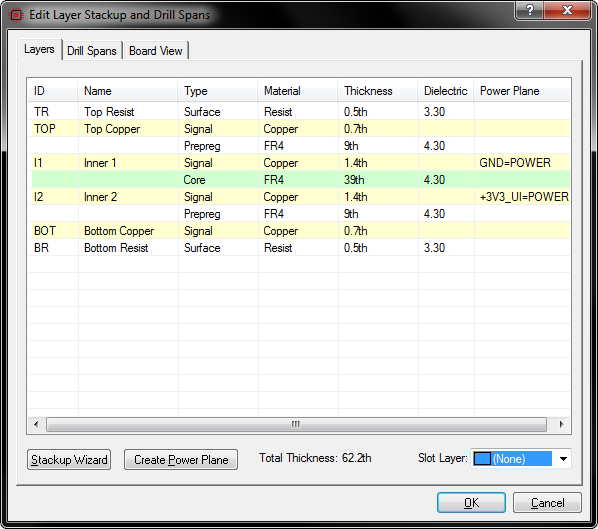 Edit Layer Stackup and Drill Spans
Layers Drill Spans Board View
ID Name Type Material Thickness Dielectric Power Plane
TR Top Resist Surface Resist 0.5th 3.30
TOP Top Copper Signal Copper 0.7th
Prepreg FR4 9th 4.30
I1 Inner 1 Signal Copper 1.4th GND=POWER
Core FR4 39th 4.30
I2 Inner 2 Signal Copper 1.4th +3V3_UI=POWER
Prepreg FR4 9th 4.30
BOT Bottom Copper Signal Copper 0.7th
BR Bottom Resist Surface Resist 0.5th 3.30
Stackup Wizard Create Power Plane Total Thickness: 62.2th Slot Layer: (None)
OK Cancel